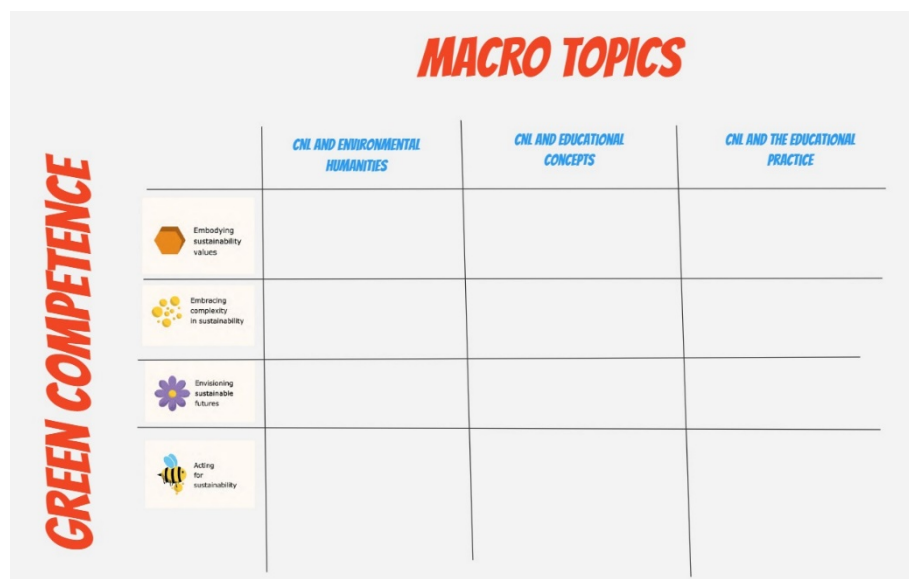 MACRO TOPICS
CNL AND ENVIRONMENTAL
HUMANITIES
CNL AND EDUCATIONAL
CONCEPTS
CNL AND THE EDUCATIONAL
PRACTICE
GREEN COMPETENCE
Embodying
sustainability
values
Embracing
complexity
in sustainability
Envisioning
sustainable
futures
Acting
for
sustainability